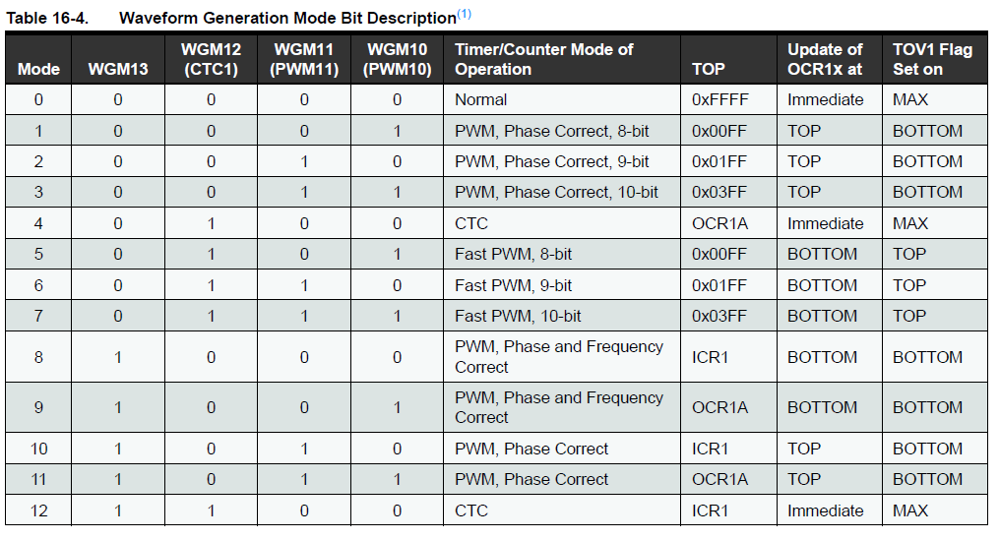 Table 16-4. Waveform Generation Mode Bit Description(1)
Mode WGM13 WGM12 (CTC1) WGM11 (PWM11) WGM10 (PWM10) Timer/Counter Mode of Operation TOP Update of OCR1x at TOV1 Flag Set on
0 0 0 0 0 Normal 0xFFFF Immediate MAX
1 0 0 0 1 PWM, Phase Correct, 8-bit 0x00FF TOP BOTTOM
2 0 0 1 0 PWM, Phase Correct, 9-bit 0x01FF TOP BOTTOM
3 0 0 1 1 PWM, Phase Correct, 10-bit 0x03FF TOP BOTTOM
4 0 1 0 0 CTC OCR1A Immediate MAX
5 0 1 0 1 Fast PWM, 8-bit 0x00FF BOTTOM TOP
6 0 1 1 0 Fast PWM, 9-bit 0x01FF BOTTOM TOP
7 0 1 1 1 Fast PWM, 10-bit 0x03FF BOTTOM TOP
8 1 0 0 0 PWM, Phase and Frequency Correct ICR1 BOTTOM BOTTOM
9 1 0 0 1 PWM, Phase and Frequency Correct OCR1A BOTTOM BOTTOM
10 1 0 1 0 PWM, Phase Correct ICR1 TOP BOTTOM
11 1 0 1 1 PWM, Phase Correct OCR1A TOP BOTTOM
12 1 1 0 0 CTC ICR1 Immediate MAX